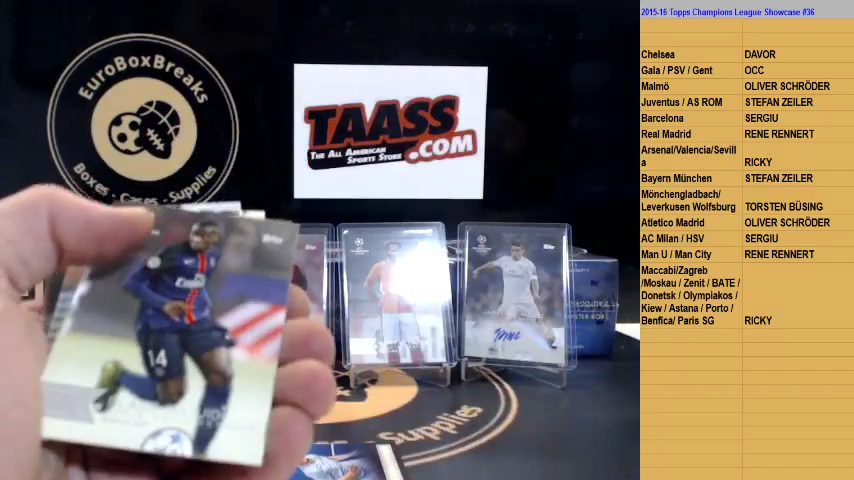 2015-16 Topps Champions League Showcase #36
Chelsea DAVOR
Gala / PSV / Gent OCC
Malmö OLIVER SCHRÖDER
Juventus / AS ROM STEFAN ZEILER
Barcelona SERGIU
Real Madrid RENE RENNERT
Arsenal/Valencia/Sevill
a RICKY
Bayern München STEFAN ZEILER
Mönchengladbach/
Leverkusen Wolfsburg TORSTEN BÜSING
Atletico Madrid OLIVER SCHRÖDER
AC Milan / HSV SERGIU
Man U / Man City RENE RENNERT
Maccabi/Zagreb
/Moskau / Zenit / BATE /
Donetsk / Olympiakos /
Kiew / Astana / Porto /
Benfica/ Paris SG RICKY
EuroBoxBreaks
Boxes - Cases - Supplies
TAASS
.COM
The All American
Sports Store
14